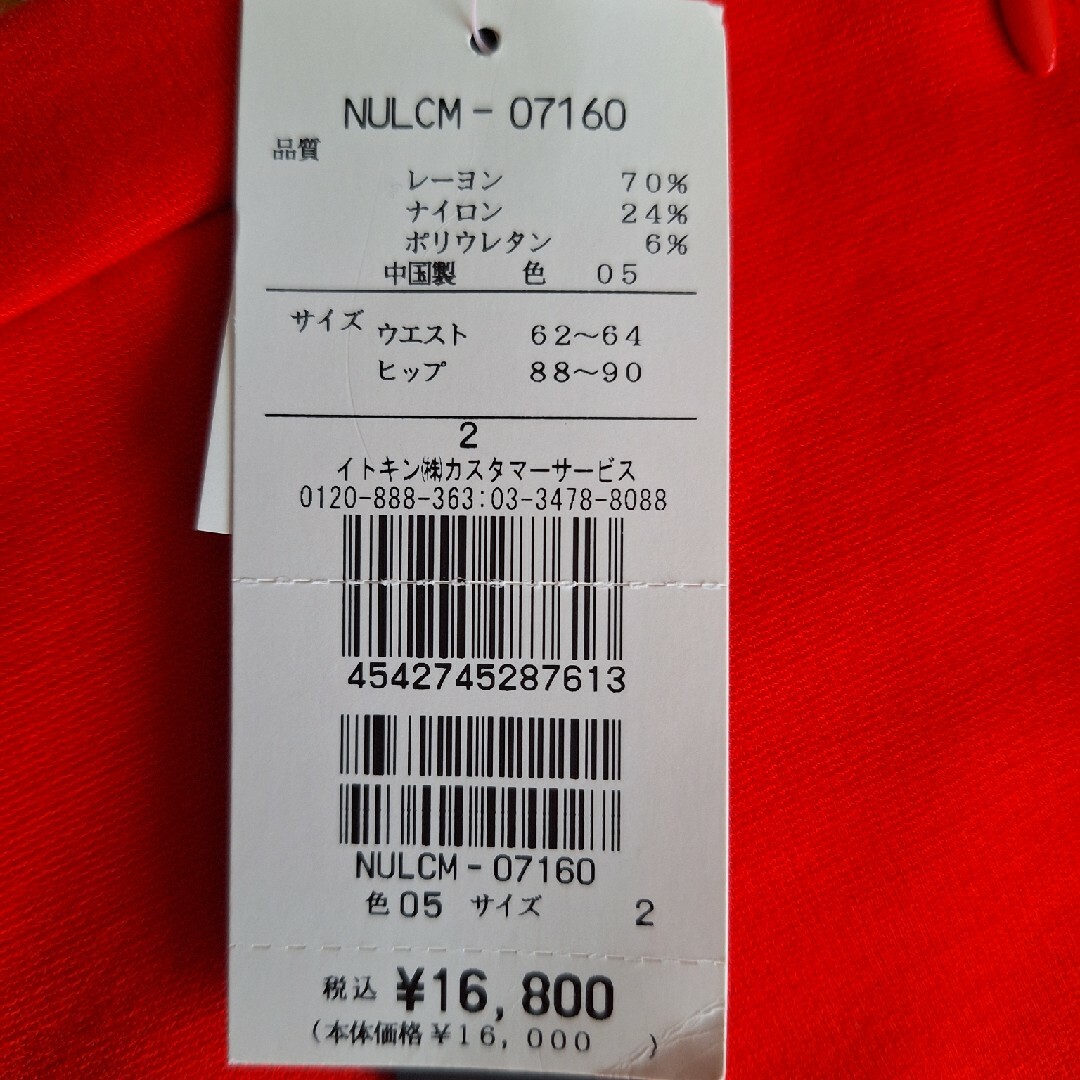 NULCM-07160
品質
レーヨン 70%
ナイロン 24%
ポリウレタン 6%
中国製 色 05
サイズ ウエスト 62～64
ヒップ 88～90
2
イトキン㈱カスタマーサービス
0120-888-363:03-3478-8088
4542745287613
NULCM-07160
色05 サイズ 2
税込 ¥16,800
(本体価格¥16,000 )